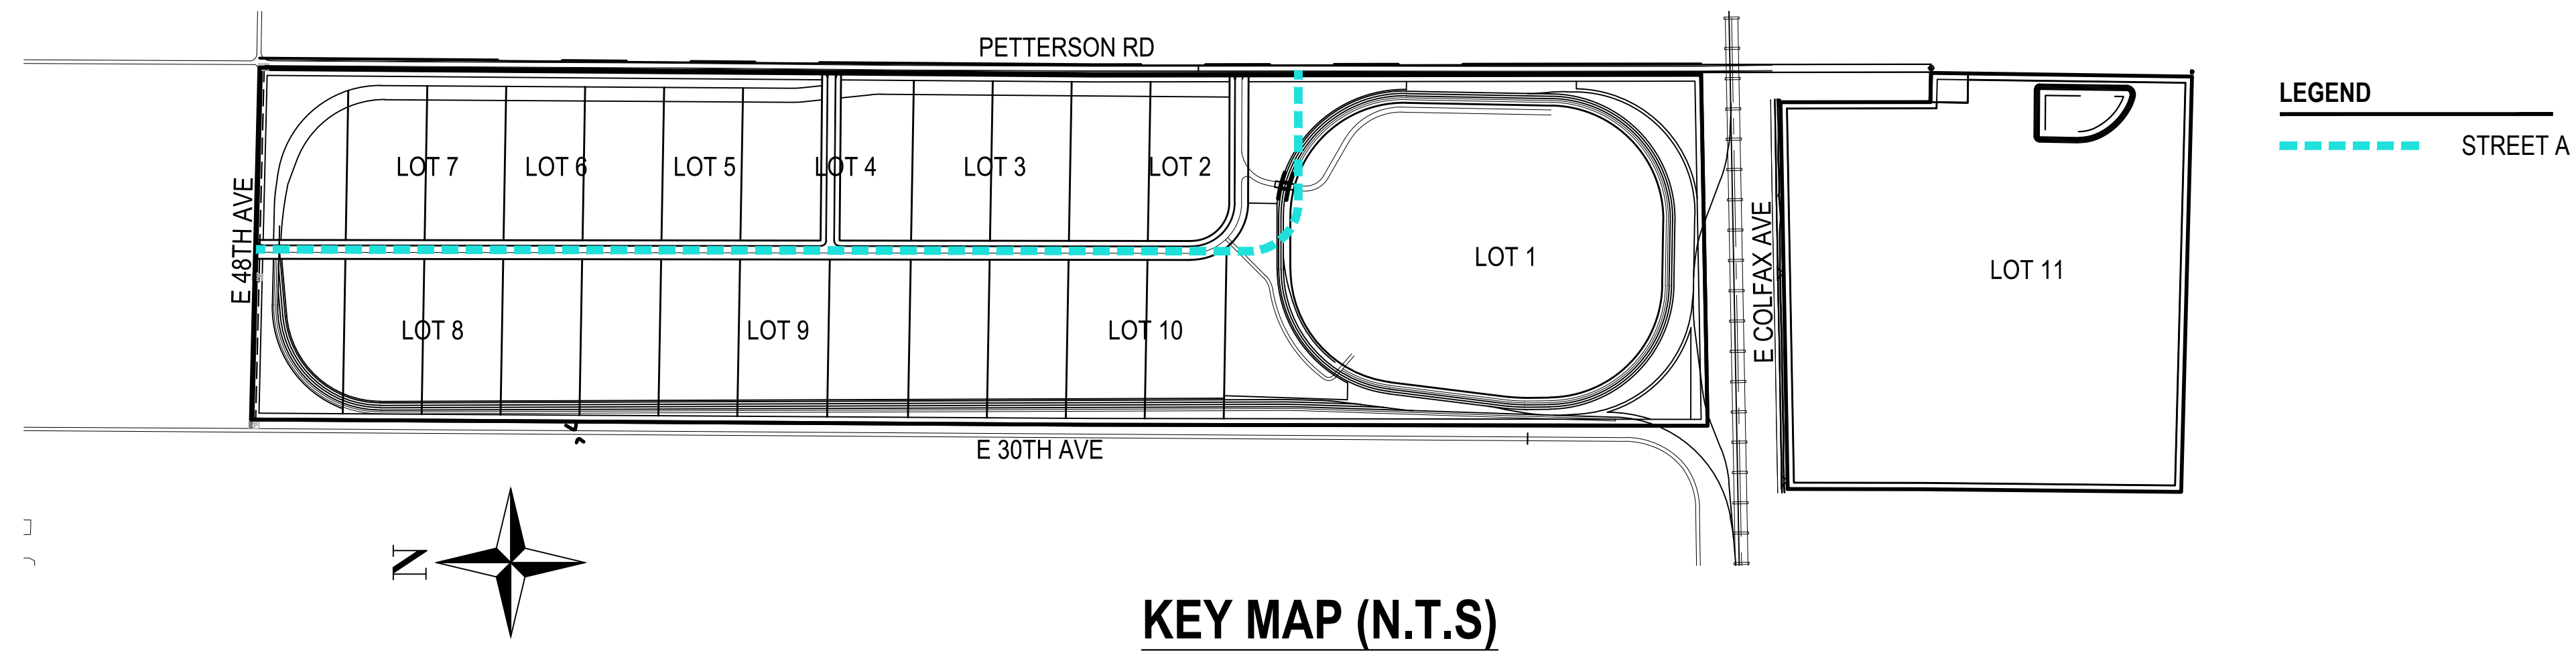 PETTERSON RD
LEGEND
STREET A
LOT 7
LOT 6
LOT 5
LOT 4
LOT 3
LOT 2
E 48TH AVE
LOT 1
E COLFAX AVE
LOT 11
LOT 8
LOT 9
LOT 10
E 30TH AVE
N
KEY MAP (N.T.S)